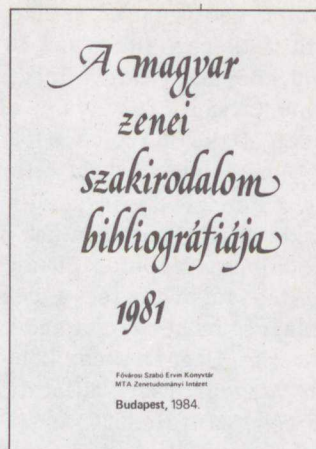 A magyar
zenei
szakirodalom
bibliográfiája
1981
Fővárosi Szabó Ervin Könyvtár
MTA Zenetudományi Intézet
Budapest, 1984.